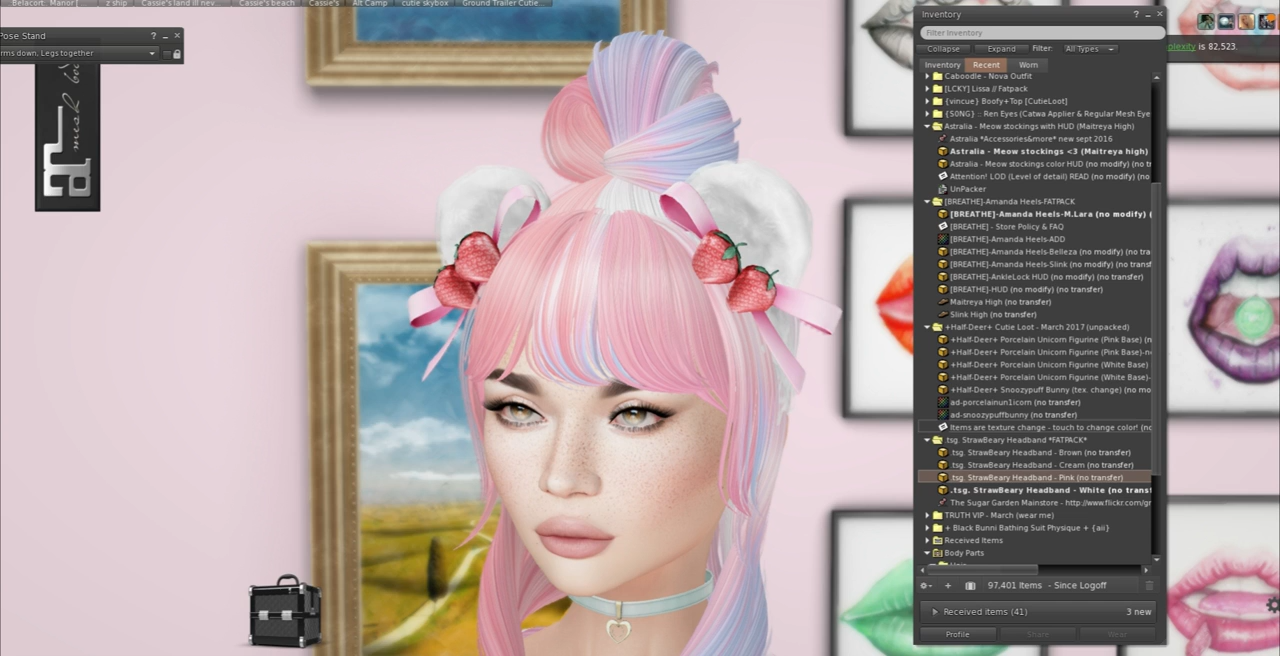 Belacort. Manor [
z ship
Cassie's land ill nev...
Cassie's beach
Cassie's
Alt Camp
cutie skybox
Ground Trailer Cutie...
Pose Stand
? _ ×
rms down. Legs together
mesh
Inventory
? _ ×
Filter Inventory
Collapse
Expand
Filter:
All Types
plexity is 82,523.
Inventory
Recent
Worn
Caboodle - Nova Outfit
[LCKY] Lissa // Fatpack
{vincue} Boofy+Top [CutieLoot]
{S0NG} :: Ren Eyes (Catwa Applier & Regular Mesh Eye
Astralia - Meow stockings with HUD (Maitreya High)
Astralia *Accessories&more* new sept 2016
Astralia - Meow stockings <3 (Maitreya high)
Astralia - Meow stockings color HUD (no modify) (no tr
Attention! LOD (Level of detail) READ (no modify) (no
UnPacker
[BREATHE]-Amanda Heels-FATPACK
[BREATHE]-Amanda Heels-M.Lara (no modify) (
[BREATHE] - Store Policy & FAQ
[BREATHE]-Amanda Heels-ADD
[BREATHE]-Amanda Heels-Belleza (no modify) (no tra
[BREATHE]-Amanda Heels-Slink (no modify) (no transf
[BREATHE]-AnkleLock HUD (no modify) (no transfer)
[BREATHE]-HUD (no modify) (no transfer)
Maitreya High (no transfer)
Slink High (no transfer)
+Half-Deer+ Cutie Loot - March 2017 (unpacked)
+Half-Deer+ Porcelain Unicorn Figurine (Pink Base) (n
+Half-Deer+ Porcelain Unicorn Figurine (Pink Base)-n
+Half-Deer+ Porcelain Unicorn Figurine (White Base)
+Half-Deer+ Porcelain Unicorn Figurine (White Base)-
+Half-Deer+ Snoozypuff Bunny (tex. change) (no mo
ad-porcelainun1icorn (no transfer)
ad-snoozypuffbunny (no transfer)
Items are texture change - touch to change color! (nc
.tsg. StrawBeary Headband *FATPACK*
.tsg. StrawBeary Headband - Brown (no transfer)
.tsg. StrawBeary Headband - Cream (no transfer)
.tsg. StrawBeary Headband - Pink (no transfer)
.tsg. StrawBeary Headband - White (no transf
The Sugar Garden Mainstore - http://www.flickr.com/gr
TRUTH VIP - March (wear me)
+ Black Bunni Bathing Suit Physique + {aii}
Received Items
Body Parts
Hair
97,401 Items - Since Logoff
Received items (41)
3 new
Profile
Share
Wear